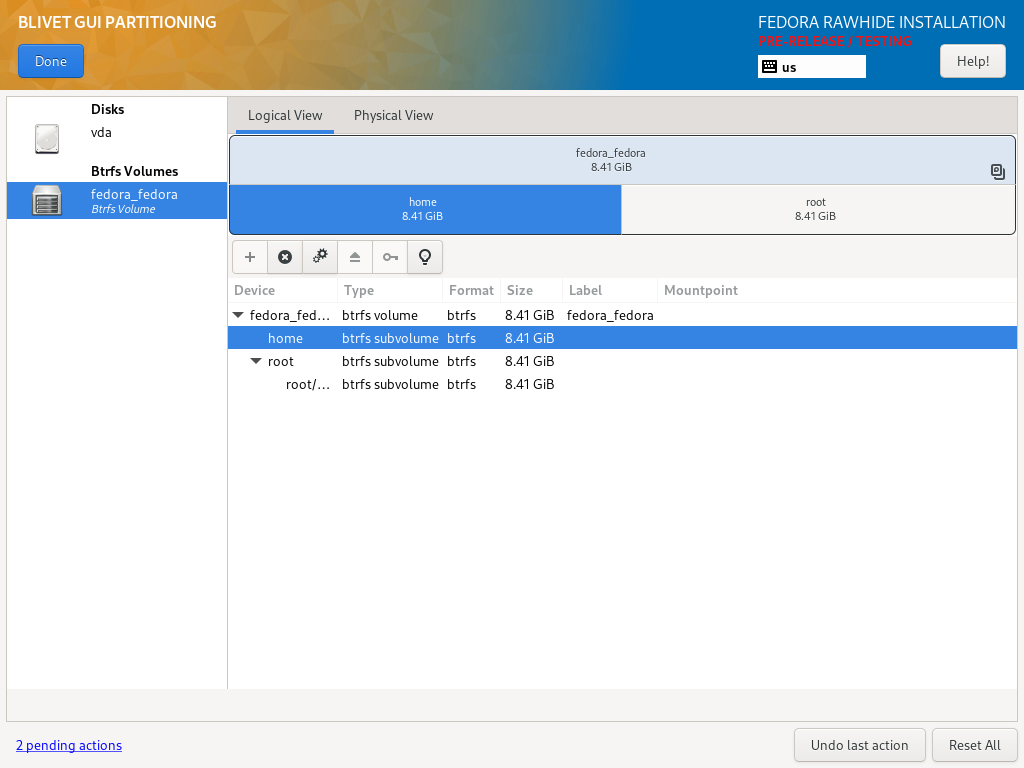 BLIVET GUI PARTITIONING
FEDORA RAWHIDE INSTALLATION
PRE-RELEASE / TESTING
Done
us
Help!
Disks
vda
Btrfs Volumes
fedora_fedora
Btrfs Volume
Logical View
Physical View
fedora_fedora
8.41 GiB
home
8.41 GiB
root
8.41 GiB
Device Type Format Size Label Mountpoint
fedora_fed... btrfs volume btrfs 8.41 GiB fedora_fedora
home btrfs subvolume btrfs 8.41 GiB
root btrfs subvolume btrfs 8.41 GiB
root/... btrfs subvolume btrfs 8.41 GiB
2 pending actions
Undo last action
Reset All